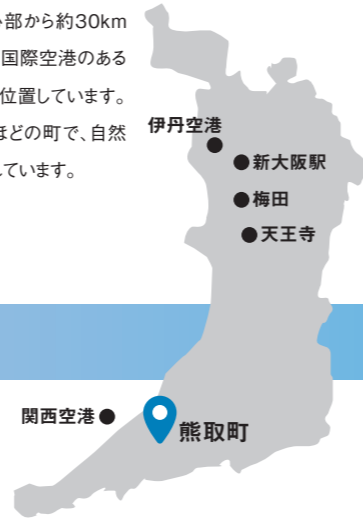 部から約30km
国際空港のある
位置しています。
ほどの町で、自然
しています。
伊丹空港
新大阪駅
梅田
天王寺
関西空港
熊取町